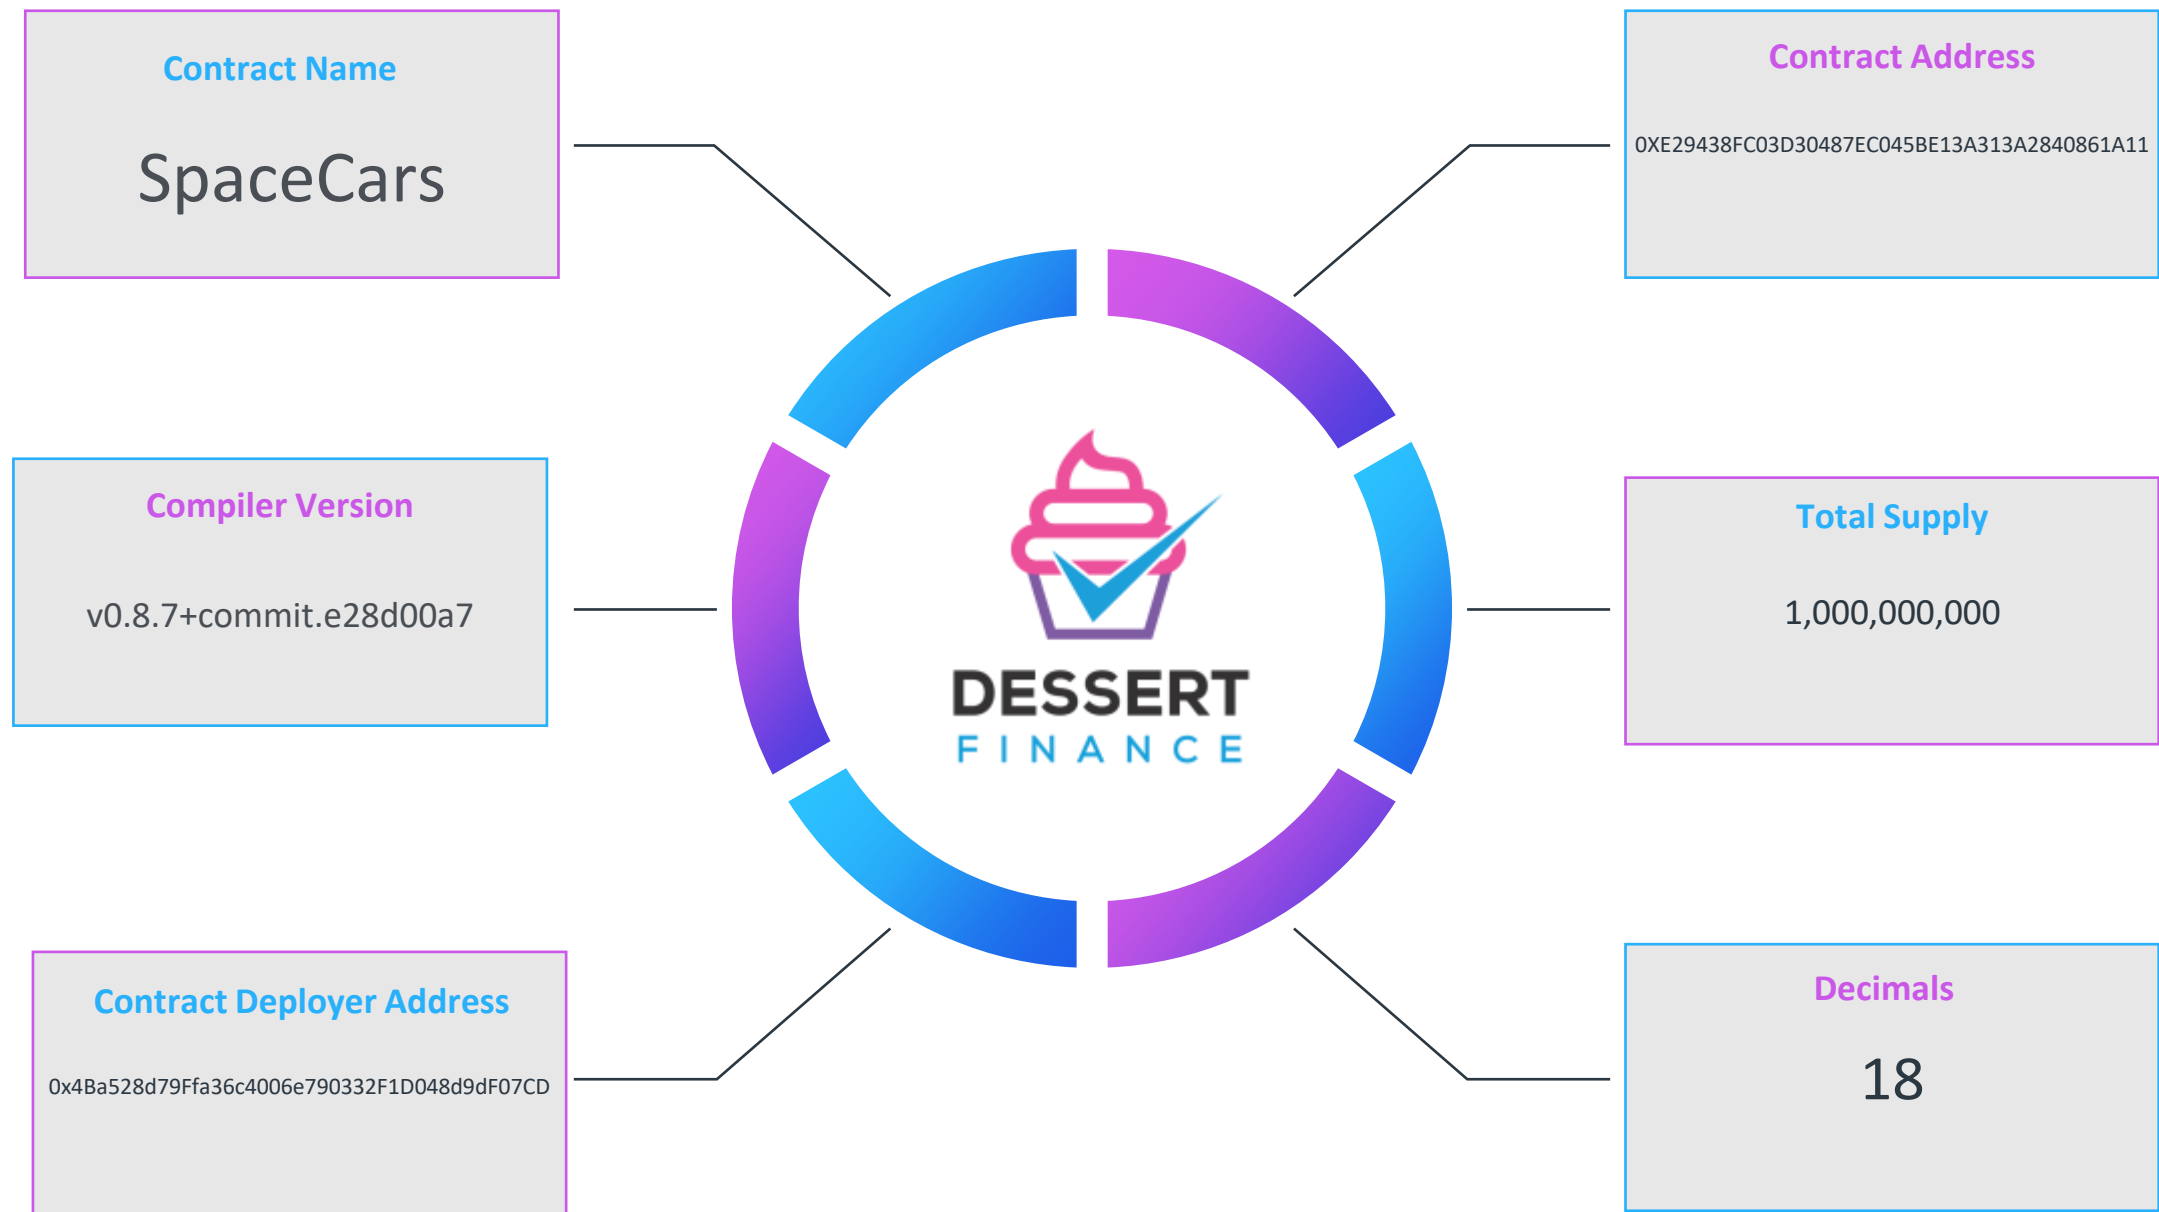 Contract Name
SpaceCars
Contract Address
0XE29438FC03D30487EC045BE13A313A2840861A11
Compiler Version
v0.8.7+commit.e28d00a7
DESSERT
FINANCE
Total Supply
1,000,000,000
Contract Deployer Address
0x4Ba528d79Ffa36c4006e790332F1D048d9dF07CD
Decimals
18